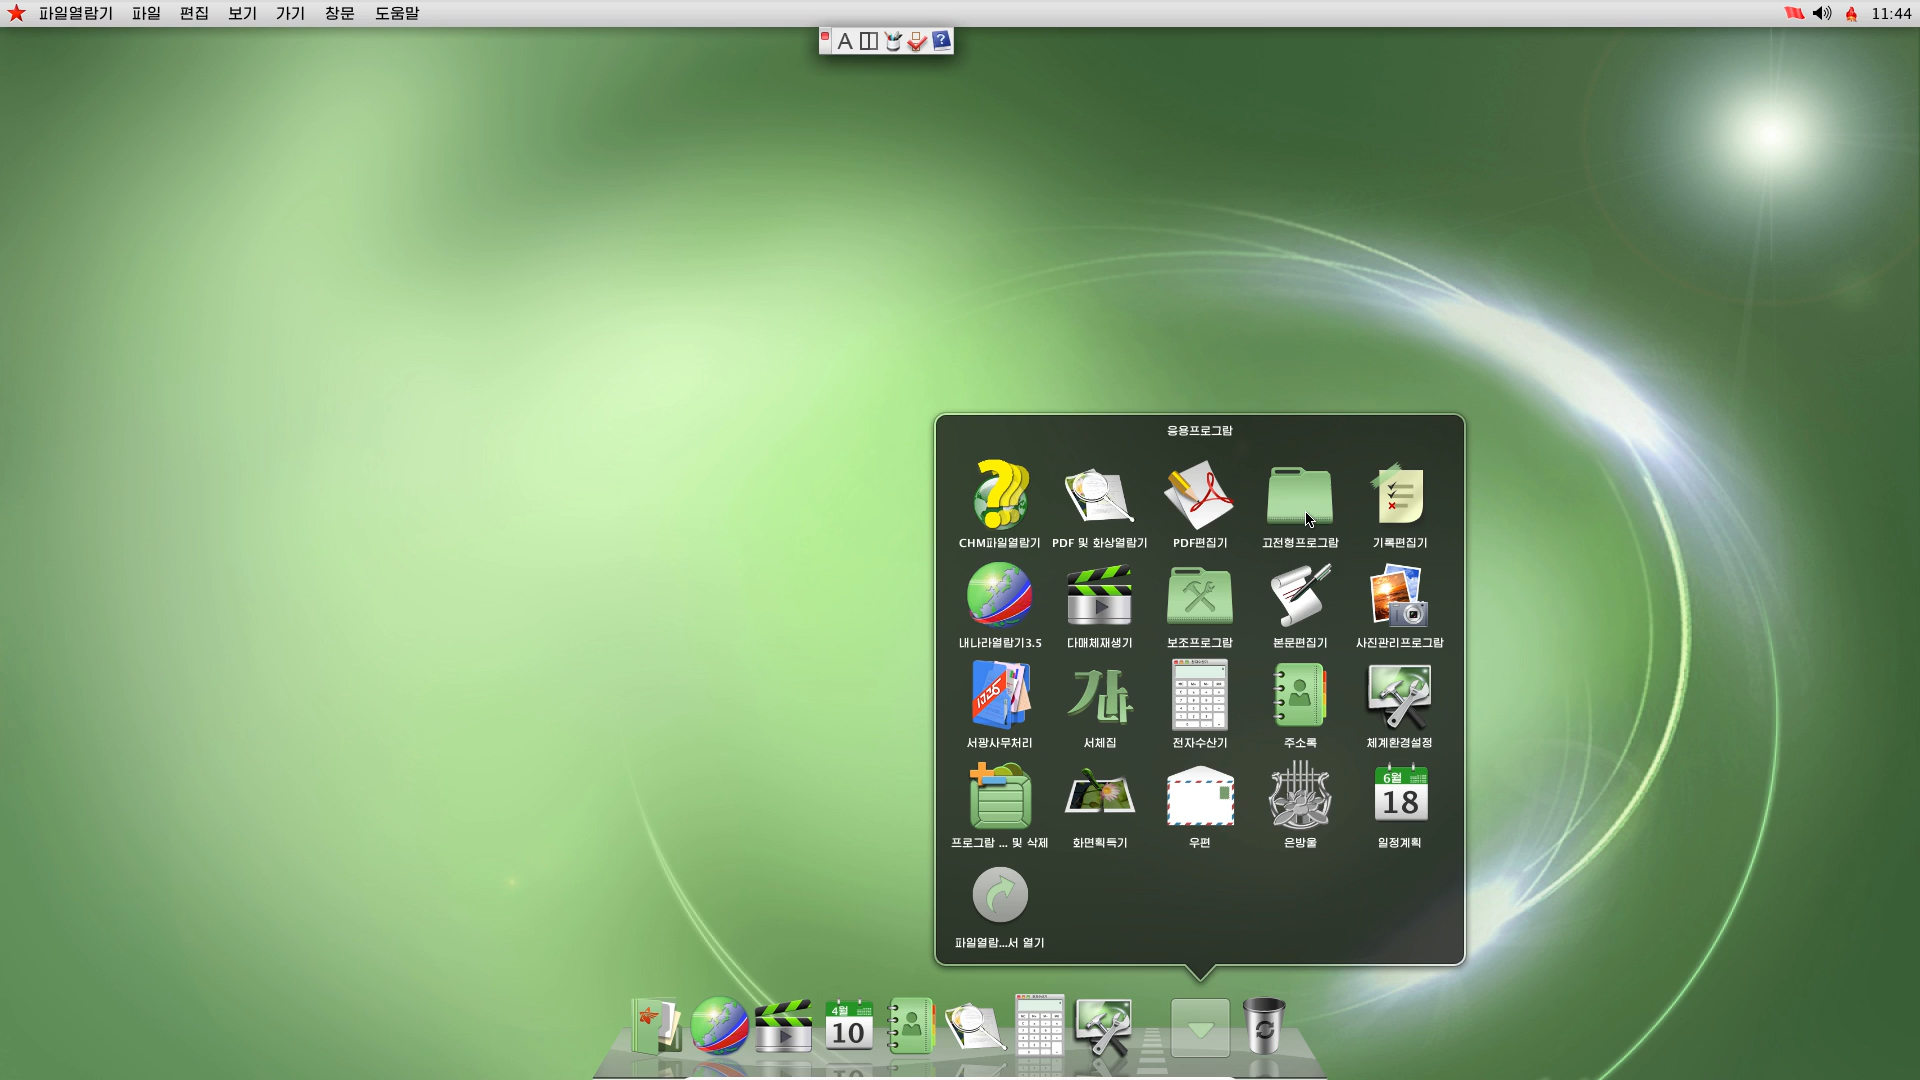 파일열람기 파일 편집 보기 가기 창문 도움말 11:44
A ?
응용프로그람
CHM파일열람기 PDF 및 화상열람기 PDF편집기 고전형프로그람 기록편집기
내나라열람기3.5 다매체재생기 보조프로그람 본문편집기 사진관리프로그람
서광사무처리 서체집 전자수산기 주소록 체계환경설정
6월
18
프로그람 ... 및 삭제 화면획득기 우편 은방울 일정계획
파일열람...서 열기
4월
10